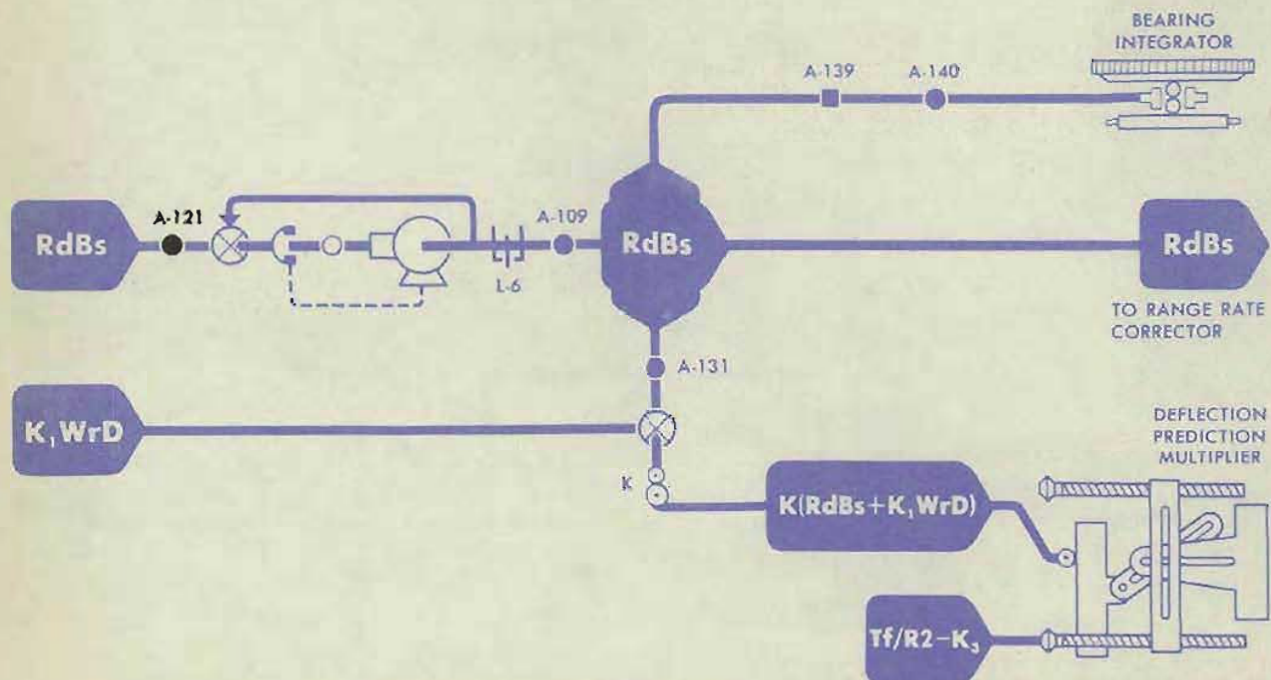 BEARING
INTEGRATOR
A-139
A-140
RdBs
A-121
A-109
L-6
RdBs
RdBs
TO RANGE RATE
CORRECTOR
A-131
K₁WrD
K
K(RdBs+K₁WrD)
DEFLECTION
PREDICTION
MULTIPLIER
Tf/R2-K₃